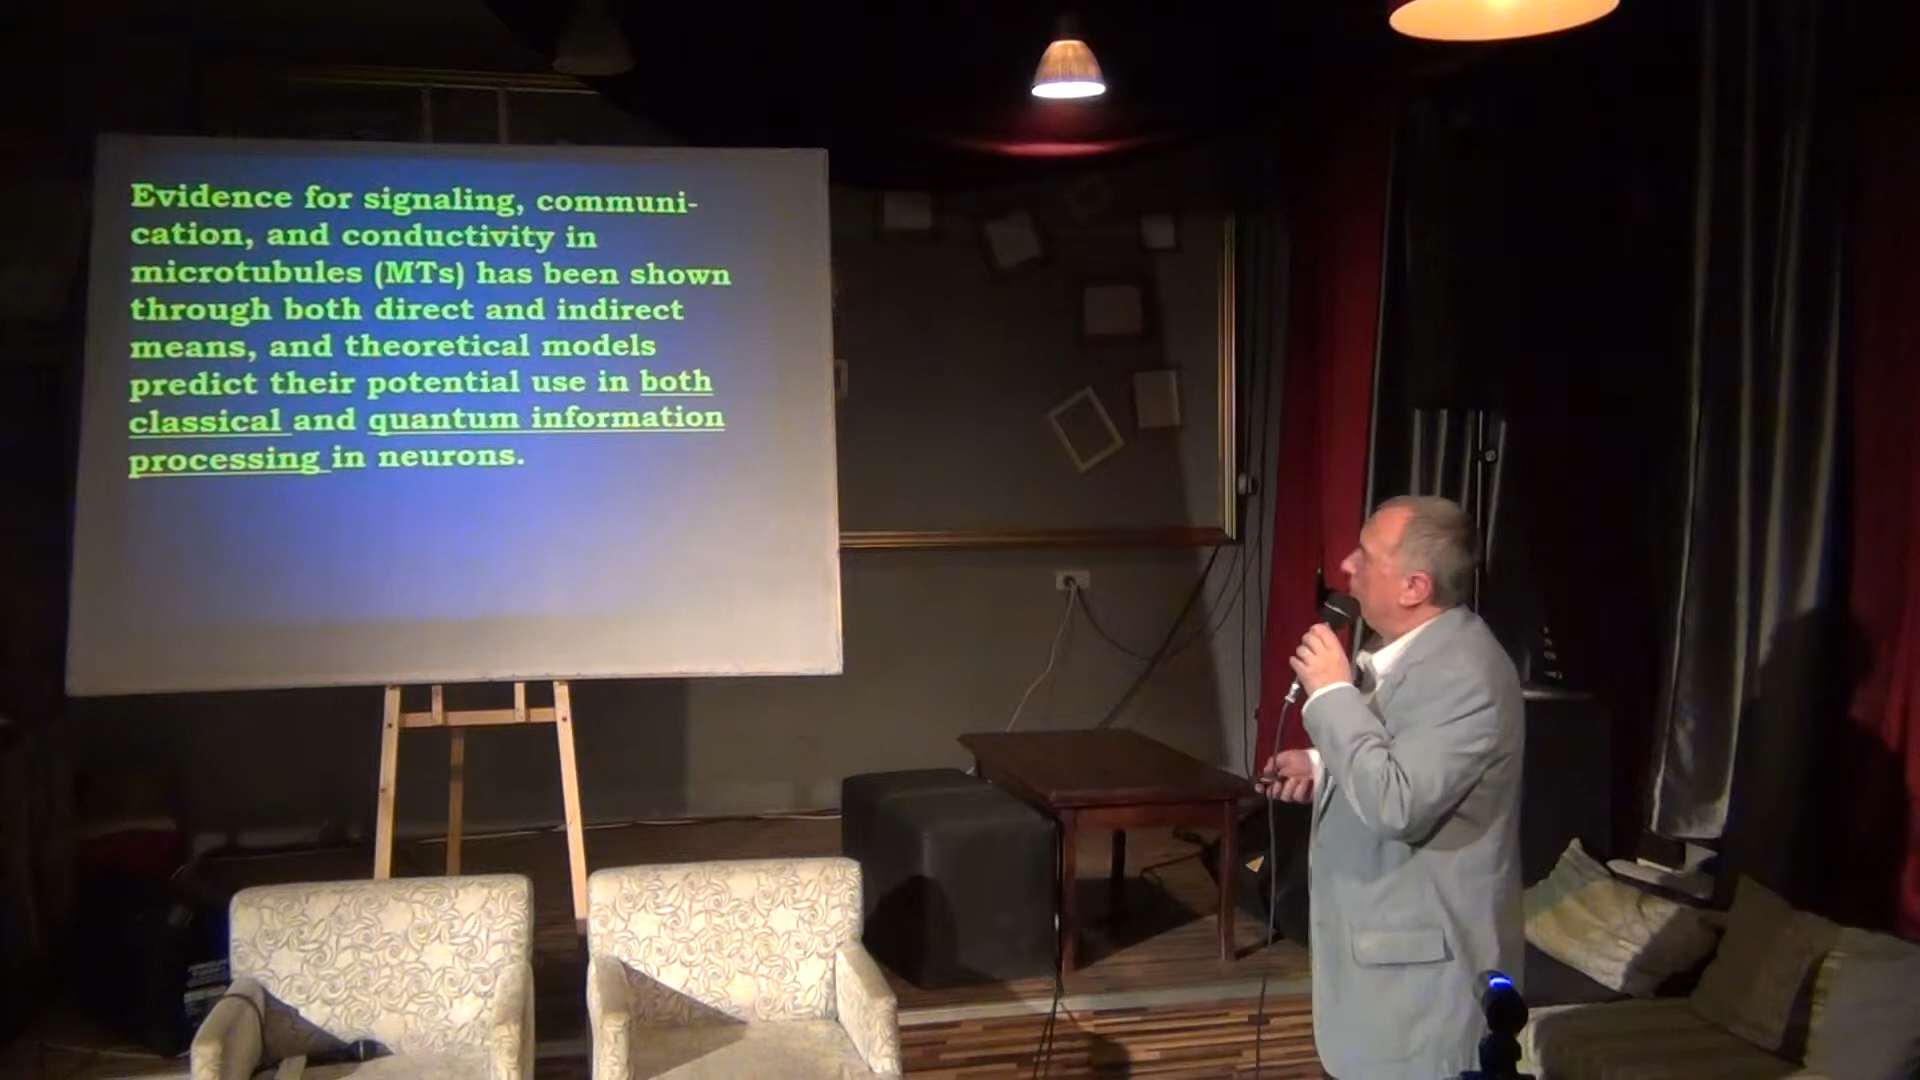 Evidence for signaling, communi-
cation, and conductivity in
microtubules (MTs) has been shown
through both direct and indirect
means, and theoretical models
predict their potential use in both
classical and quantum information
processing in neurons.